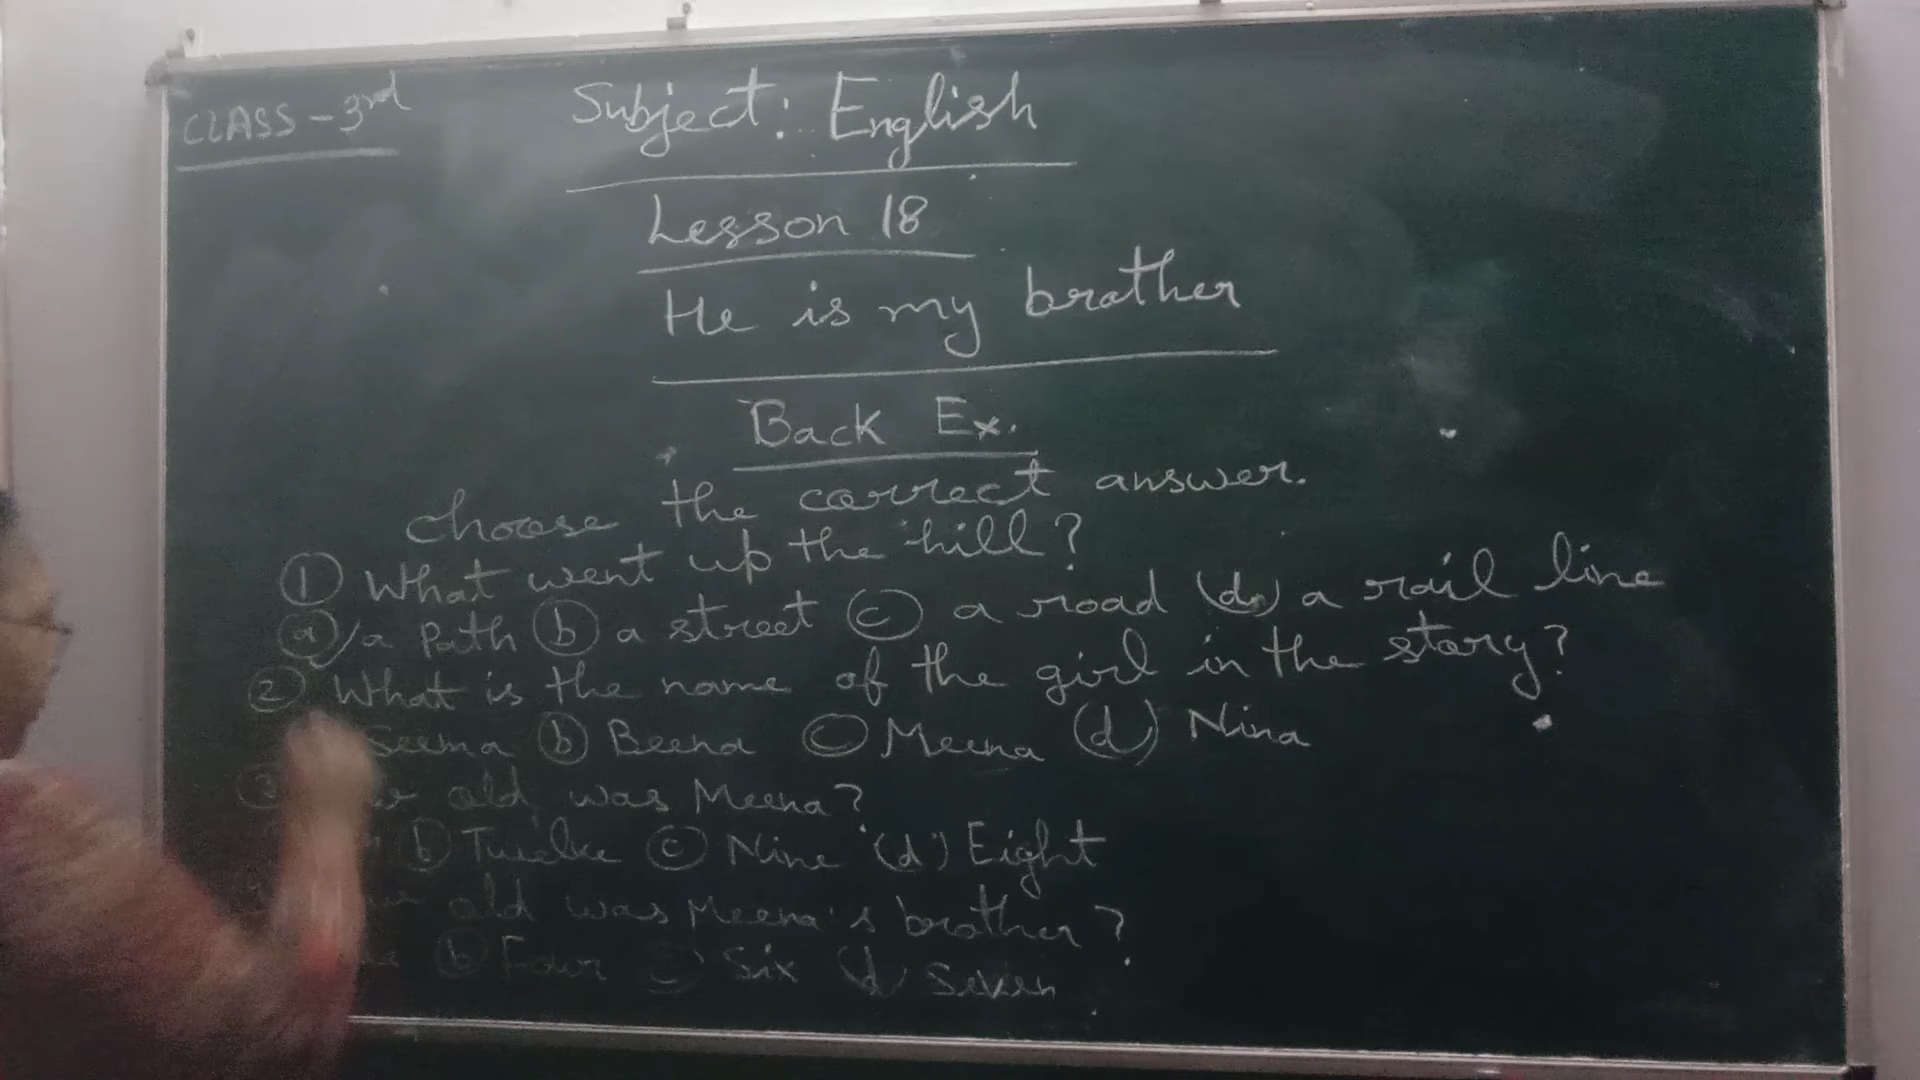 CLASS - 3rd
Subject: English
Lesson 18
He is my brother
Back Ex.
choose the correct answer.
① What went up the hill?
ⓐ a Path ⓑ a street ⓒ a road (d) a rail line
② What is the name of the girl in the story?
Seema ⓑ Beena ⓒ Meena (d) Nina
③ old was Meena?
ⓑ Twelve ⓒ Nine (d) Eight
old was Meena's brother?
ⓑ Four ⓒ Six (d) Seven